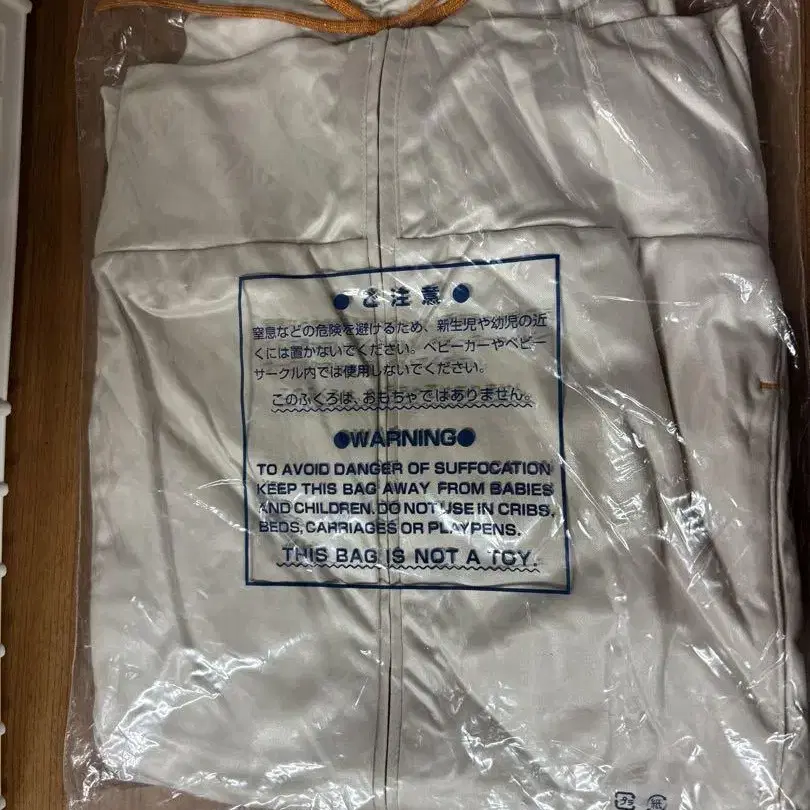 ●ご注意●
窒息などの危険を避けるため、新生児や幼児の近
くには置かないでください。ベビーカーやベビー
サークル内では使用しないでください。
このふくろは、おもちゃではありません。
●WARNING●
TO AVOID DANGER OF SUFFOCATION
KEEP THIS BAG AWAY FROM BABIES
AND CHILDREN. DO NOT USE IN CRIBS,
BEDS, CARRIAGES OR PLAYPENS.
THIS BAG IS NOT A TOY.
プラ 紙